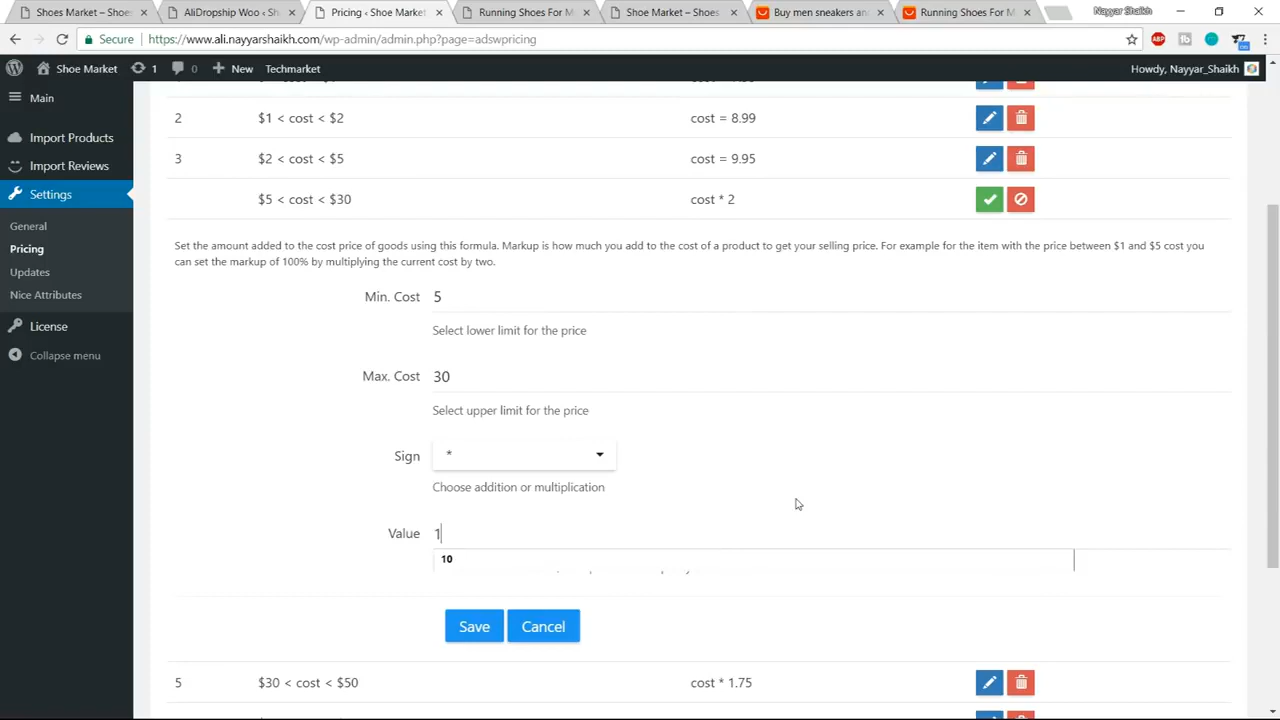 Shoes Market – Shoes
AliDropship Woo ‹ Sh
Pricing ‹ Shoe Market
Running Shoes For M
Shoe Market – Shoes
Buy men sneakers and
Running Shoes For M
Nayyar Shaikh
Secure
https://www.ali.nayyarshaikh.com/wp-admin/admin.php?page=adswpricing
ABP
Shoe Market
1
New
Techmarket
Howdy, Nayyar_Shaikh
Main
Import Products
Import Reviews
Settings
General
Pricing
Updates
Nice Attributes
License
Collapse menu
2 $1 < cost < $2 cost = 8.99
3 $2 < cost < $5 cost = 9.95
$5 < cost < $30 cost * 2
Set the amount added to the cost price of goods using this formula. Markup is how much you add to the cost of a product to get your selling price. For example for the item with the price between $1 and $5 cost you
can set the markup of 100% by multiplying the current cost by two.
Min. Cost 5
Select lower limit for the price
Max. Cost 30
Select upper limit for the price
Sign *
Choose addition or multiplication
Value 1
10
Save Cancel
5 $30 < cost < $50 cost * 1.75